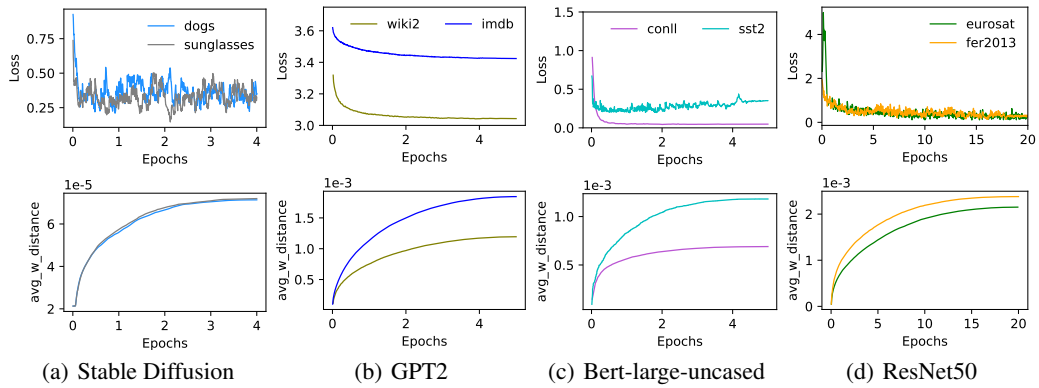 dogs
sunglasses
0.75
0.50
0.25
Loss
0 1 2 3 4
Epochs
wiki2 imdb
3.6
3.4
3.2
3.0
Loss
0 2 4
Epochs
conll sst2
1.5
1.0
0.5
0.0
Loss
0 2 4
Epochs
eurosat
fer2013
4
2
0
Loss
0 5 10 15 20
Epochs
1e-5
6
4
2
avg_w_distance
0 1 2 3 4
Epochs
1e-3
1.5
1.0
0.5
avg_w_distance
0 2 4
Epochs
1e-3
1.0
0.5
avg_w_distance
0 2 4
Epochs
1e-3
2
1
0
avg_w_distance
0 5 10 15 20
Epochs
(a) Stable Diffusion
(b) GPT2
(c) Bert-large-uncased
(d) ResNet50